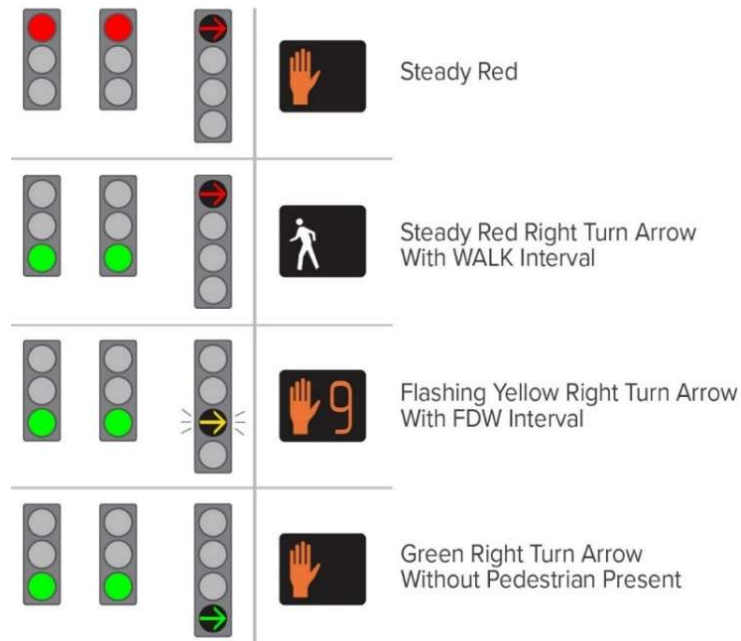 Steady Red
Steady Red Right Turn Arrow
With WALK Interval
9
Flashing Yellow Right Turn Arrow
With FDW Interval
Green Right Turn Arrow
Without Pedestrian Present